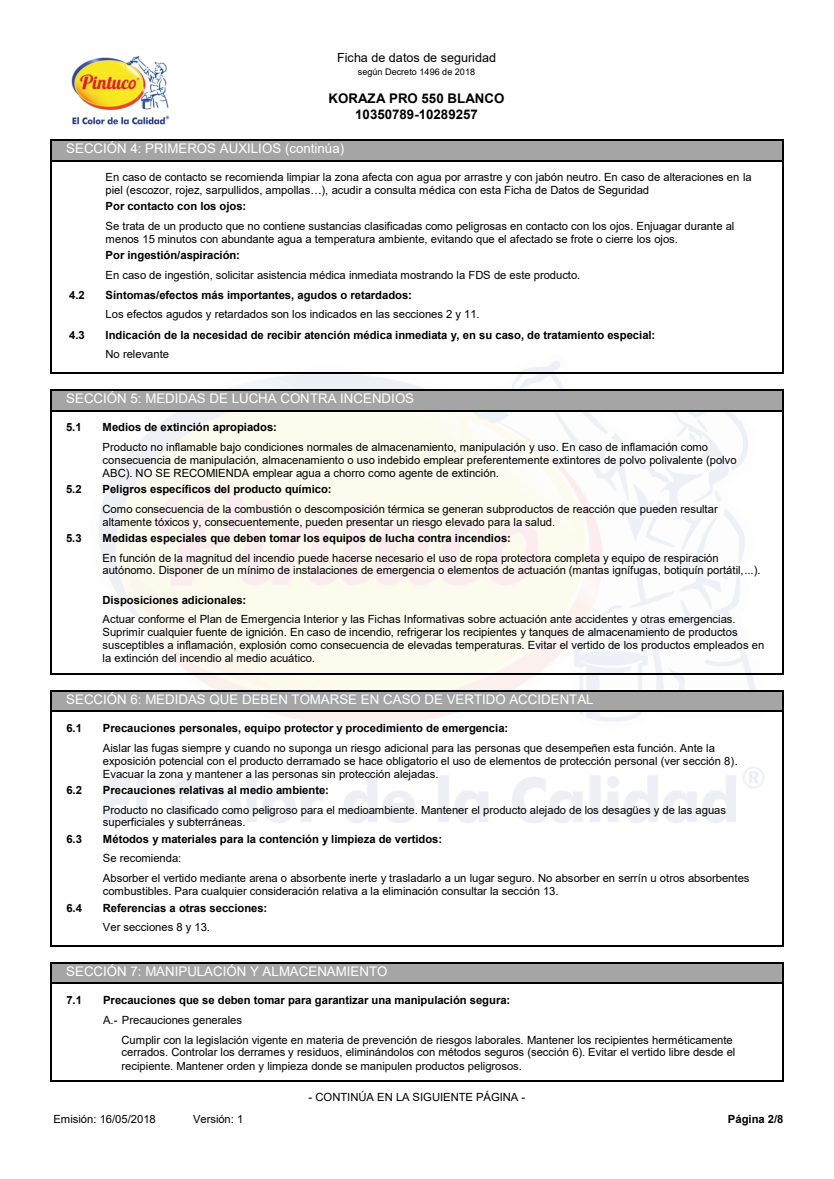 Ficha de datos de seguridad
según Decreto 1496 de 2018
Pintuco®
El Color de la Calidad®
KORAZA PRO 550 BLANCO
10350789-10289257
SECCIÓN 4: PRIMEROS AUXILIOS (continúa)
En caso de contacto se recomienda limpiar la zona afecta con agua por arrastre y con jabón neutro. En caso de alteraciones en la
piel (escozor, rojez, sarpullidos, ampollas…), acudir a consulta médica con esta Ficha de Datos de Seguridad
Por contacto con los ojos:
Se trata de un producto que no contiene sustancias clasificadas como peligrosas en contacto con los ojos. Enjuagar durante al
menos 15 minutos con abundante agua a temperatura ambiente, evitando que el afectado se frote o cierre los ojos.
Por ingestión/aspiración:
En caso de ingestión, solicitar asistencia médica inmediata mostrando la FDS de este producto.
4.2 Síntomas/efectos más importantes, agudos o retardados:
Los efectos agudos y retardados son los indicados en las secciones 2 y 11.
4.3 Indicación de la necesidad de recibir atención médica inmediata y, en su caso, de tratamiento especial:
No relevante
SECCIÓN 5: MEDIDAS DE LUCHA CONTRA INCENDIOS
5.1 Medios de extinción apropiados:
Producto no inflamable bajo condiciones normales de almacenamiento, manipulación y uso. En caso de inflamación como
consecuencia de manipulación, almacenamiento o uso indebido emplear preferentemente extintores de polvo polivalente (polvo
ABC). NO SE RECOMIENDA emplear agua a chorro como agente de extinción.
5.2 Peligros específicos del producto químico:
Como consecuencia de la combustión o descomposición térmica se generan subproductos de reacción que pueden resultar
altamente tóxicos y, consecuentemente, pueden presentar un riesgo elevado para la salud.
5.3 Medidas especiales que deben tomar los equipos de lucha contra incendios:
En función de la magnitud del incendio puede hacerse necesario el uso de ropa protectora completa y equipo de respiración
autónomo. Disponer de un mínimo de instalaciones de emergencia o elementos de actuación (mantas ignífugas, botiquín portátil,...).
Disposiciones adicionales:
Actuar conforme el Plan de Emergencia Interior y las Fichas Informativas sobre actuación ante accidentes y otras emergencias.
Suprimir cualquier fuente de ignición. En caso de incendio, refrigerar los recipientes y tanques de almacenamiento de productos
susceptibles a inflamación, explosión como consecuencia de elevadas temperaturas. Evitar el vertido de los productos empleados en
la extinción del incendio al medio acuático.
SECCIÓN 6: MEDIDAS QUE DEBEN TOMARSE EN CASO DE VERTIDO ACCIDENTAL
6.1 Precauciones personales, equipo protector y procedimiento de emergencia:
Aislar las fugas siempre y cuando no suponga un riesgo adicional para las personas que desempeñen esta función. Ante la
exposición potencial con el producto derramado se hace obligatorio el uso de elementos de protección personal (ver sección 8).
Evacuar la zona y mantener a las personas sin protección alejadas.
6.2 Precauciones relativas al medio ambiente:
Producto no clasificado como peligroso para el medioambiente. Mantener el producto alejado de los desagües y de las aguas
superficiales y subterráneas.
6.3 Métodos y materiales para la contención y limpieza de vertidos:
Se recomienda:
Absorber el vertido mediante arena o absorbente inerte y trasladarlo a un lugar seguro. No absorber en serrín u otros absorbentes
combustibles. Para cualquier consideración relativa a la eliminación consultar la sección 13.
6.4 Referencias a otras secciones:
Ver secciones 8 y 13.
SECCIÓN 7: MANIPULACIÓN Y ALMACENAMIENTO
7.1 Precauciones que se deben tomar para garantizar una manipulación segura:
A.- Precauciones generales
Cumplir con la legislación vigente en materia de prevención de riesgos laborales. Mantener los recipientes herméticamente
cerrados. Controlar los derrames y residuos, eliminándolos con métodos seguros (sección 6). Evitar el vertido libre desde el
recipiente. Mantener orden y limpieza donde se manipulen productos peligrosos.
- CONTINÚA EN LA SIGUIENTE PÁGINA -
Emisión: 16/05/2018 Versión: 1 Página 2/8
Pintuco
El Color de la Calidad®